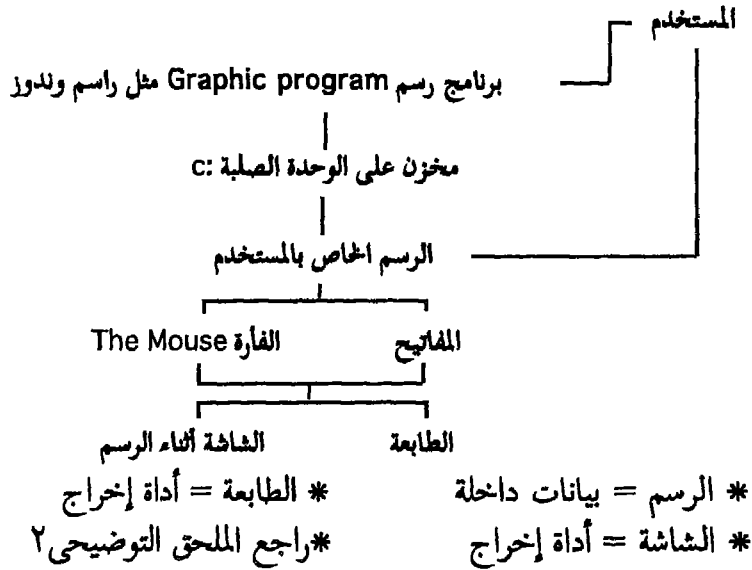 المستخدم
برنامج رسم Graphic program مثل راسم وندوز
مخزن على الوحدة الصلبة c:
الرسم الخاص بالمستخدم
المفاتيح الفأرة The Mouse
الطابعة الشاشة أثناء الرسم
* الرسم = بيانات داخلة * الطابعة = أداة إخراج
* الشاشة = أداة إخراج *راجع الملحق التوضيحى٢